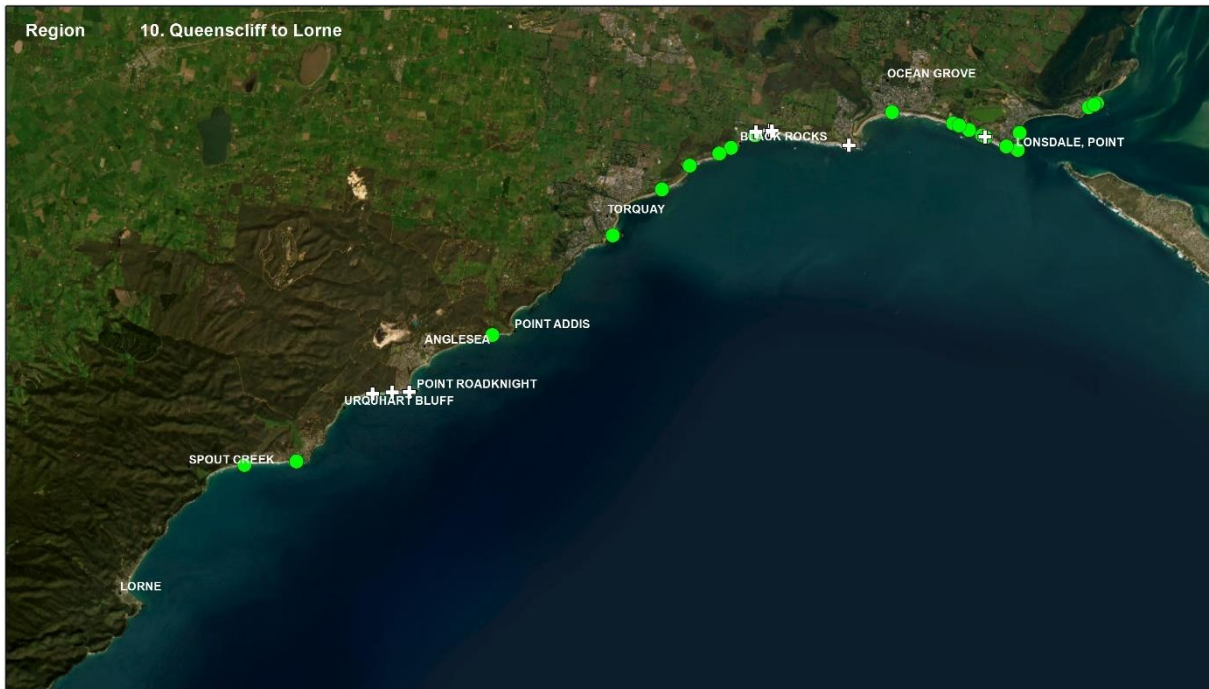 Region 10. Queenscliff to Lorne
OCEAN GROVE
BLACK ROCKS
LONSDALE, POINT
TORQUAY
POINT ADDIS
ANGLESEA
POINT ROADKNIGHT
URQUHART BLUFF
SPOUT CREEK
LORNE